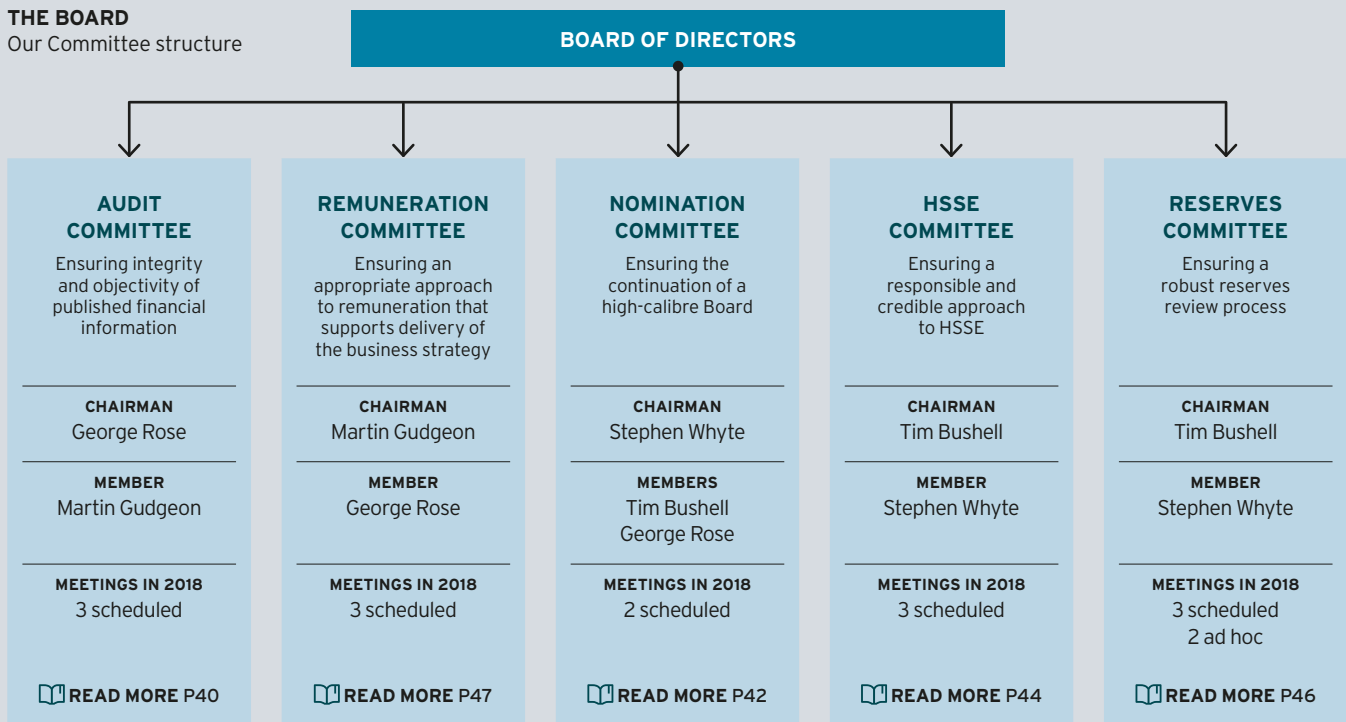 THE BOARD
Our Committee structure
BOARD OF DIRECTORS
AUDIT
COMMITTEE
Ensuring integrity
and objectivity of
published financial
information
CHAIRMAN
George Rose
MEMBER
Martin Gudgeon
MEETINGS IN 2018
3 scheduled
READ MORE P40
REMUNERATION
COMMITTEE
Ensuring an
appropriate approach
to remuneration that
supports delivery of
the business strategy
CHAIRMAN
Martin Gudgeon
MEMBER
George Rose
MEETINGS IN 2018
3 scheduled
READ MORE P47
NOMINATION
COMMITTEE
Ensuring the
continuation of a
high-calibre Board
CHAIRMAN
Stephen Whyte
MEMBERS
Tim Bushell
George Rose
MEETINGS IN 2018
2 scheduled
READ MORE P42
HSSE
COMMITTEE
Ensuring a
responsible and
credible approach
to HSSE
CHAIRMAN
Tim Bushell
MEMBER
Stephen Whyte
MEETINGS IN 2018
3 scheduled
READ MORE P44
RESERVES
COMMITTEE
Ensuring a
robust reserves
review process
CHAIRMAN
Tim Bushell
MEMBER
Stephen Whyte
MEETINGS IN 2018
3 scheduled
2 ad hoc
READ MORE P46